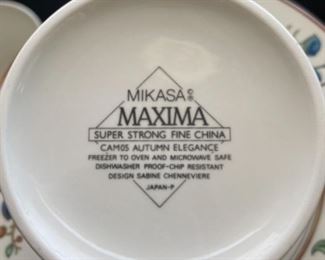 MIKASA®
MAXIMA
SUPER STRONG FINE CHINA
CAM05 AUTUMN ELEGANCE
FREEZER TO OVEN AND MICROWAVE SAFE
DISHWASHER PROOF-CHIP RESISTANT
DESIGN SABINE CHENNEVIERE
JAPAN-P